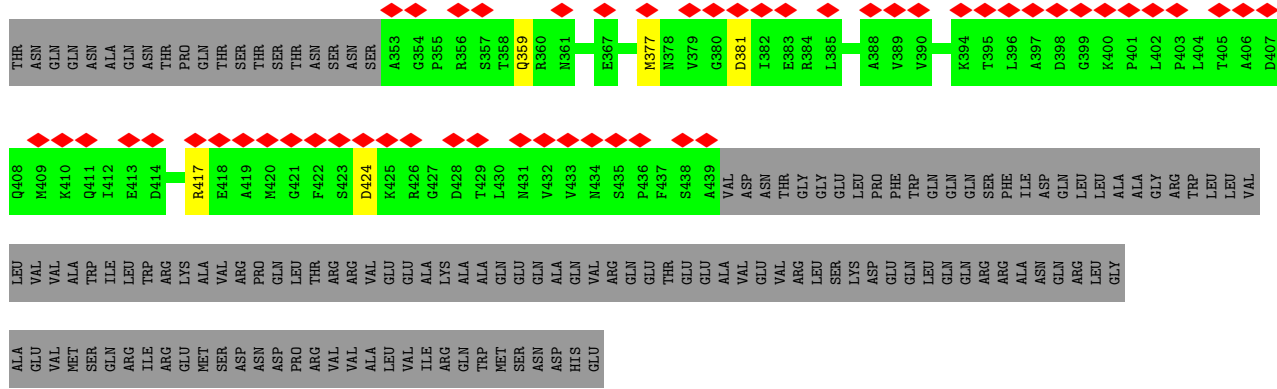 THR ASN GLN GLN ASN ALA GLN ASN THR PRO GLN THR SER THR SER THR ASN SER ASN SER A353 G354 P355 R356 S357 T358 Q359 R360 N361 E367 M377 N378 V379 G380 D381 I382 E383 R384 L385 A388 V389 V390 K394 T395 L396 A397 D398 G399 K400 P401 L402 P403 L404 T405 A406 D407
Q408 M409 K410 Q411 I412 E413 D414 R417 E418 A419 M420 G421 F422 S423 D424 K425 R426 G427 D428 T429 L430 N431 V432 V433 N434 S435 P436 F437 S438 A439 VAL ASP ASN THR GLY GLY GLU LEU PRO PHE TRP GLN GLN GLN SER PHE ILE ASP GLN LEU LEU ALA ALA GLY ARG TRP LEU LEU VAL
LEU VAL VAL ALA TRP ILE LEU TRP ARG LYS ALA VAL ARG PRO GLN LEU THR ARG ARG VAL GLU GLU ALA LYS ALA ALA GLN GLU GLN ALA GLN VAL ARG GLN GLU THR GLU GLU ALA VAL GLU VAL ARG LEU SER LYS ASP GLU GLN LEU GLN GLN ARG ARG ALA ASN GLN ARG LEU GLY
ALA GLU VAL MET SER GLN ARG ILE ARG GLU MET SER ASP ASN ASP PRO ARG VAL VAL ALA LEU VAL ILE ARG GLN TRP MET SER ASN ASP HIS GLU